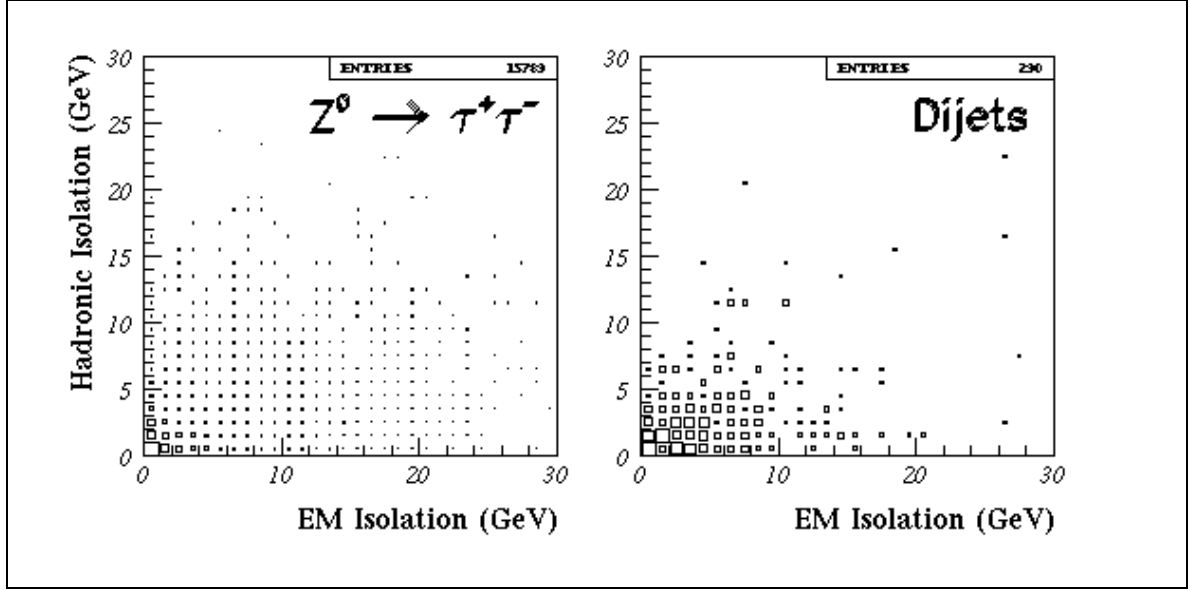 Hadronic Isolation (GeV)
30
25
20
15
10
5
0
ENTRIES 15789
Z⁰ → τ⁺τ⁻
0 10 20 30
EM Isolation (GeV)
30
25
20
15
10
5
0
ENTRIES 290
Dijets
0 10 20 30
EM Isolation (GeV)